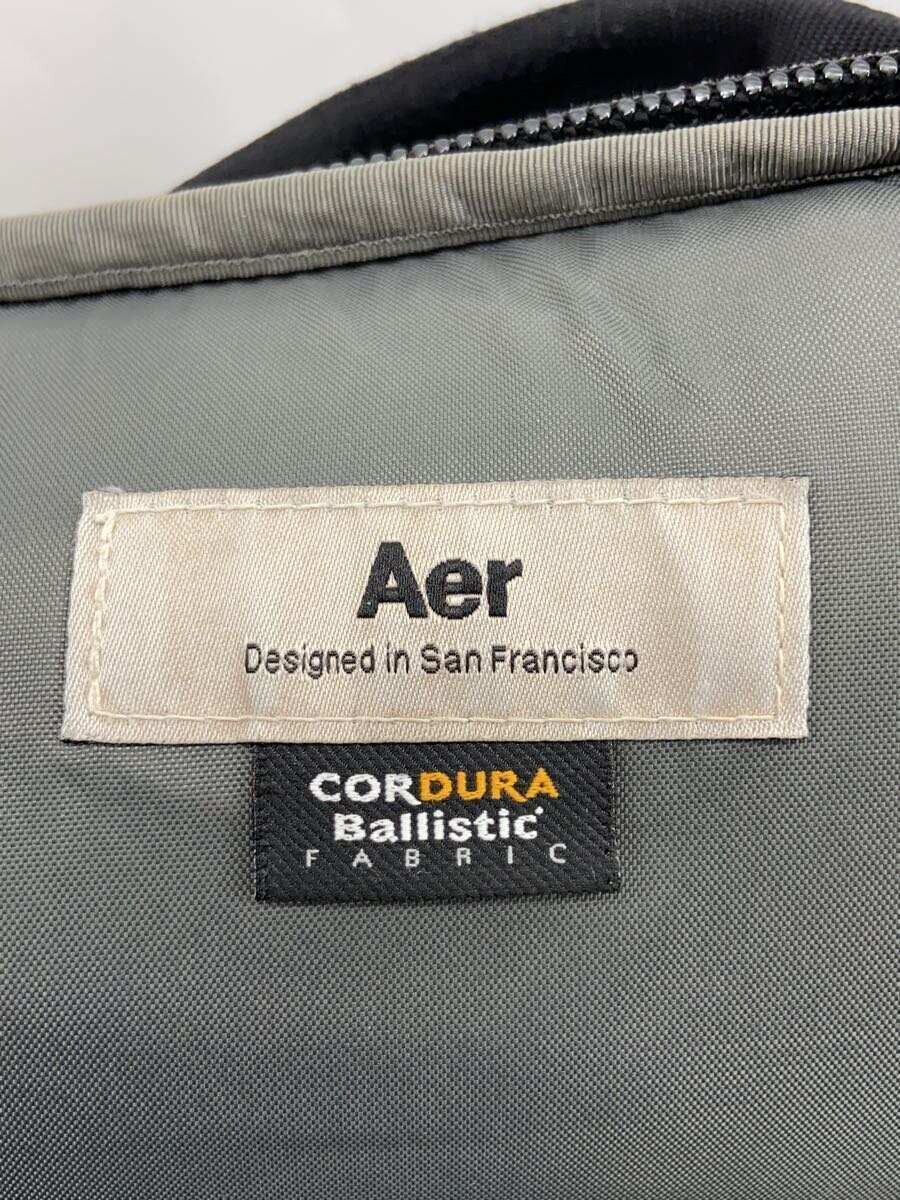 Aer
Designed in San Francisco
CORDURA
Ballistic
FABRIC